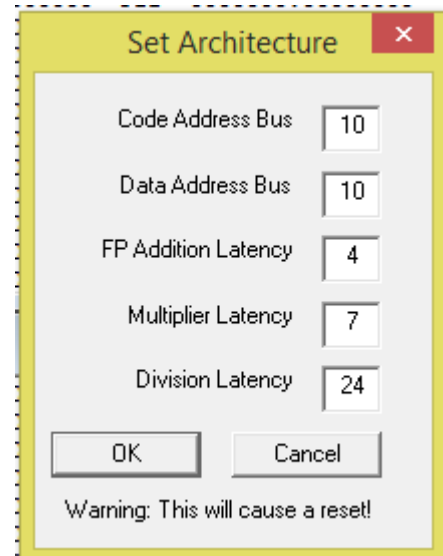 Set Architecture
Code Address Bus 10
Data Address Bus 10
FP Addition Latency 4
Multiplier Latency 7
Division Latency 24
OK Cancel
Warning: This will cause a reset!